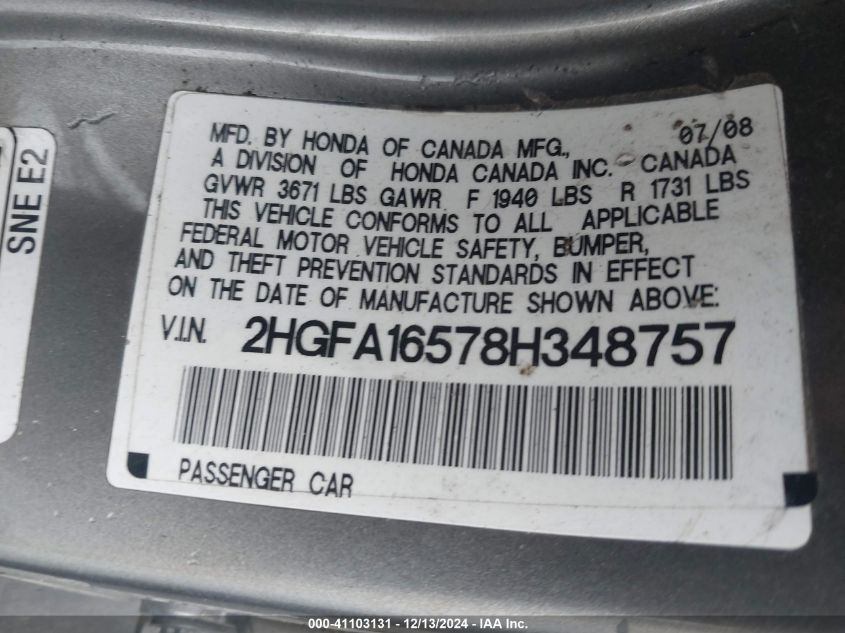 MFD. BY HONDA OF CANADA MFG., 07/08
A DIVISION OF HONDA CANADA INC. CANADA
GVWR 3671 LBS GAWR F 1940 LBS R 1731 LBS
THIS VEHICLE CONFORMS TO ALL APPLICABLE
FEDERAL MOTOR VEHICLE SAFETY, BUMPER,
AND THEFT PREVENTION STANDARDS IN EFFECT
ON THE DATE OF MANUFACTURE SHOWN ABOVE:
V.I.N. 2HGFA16578H348757
PASSENGER CAR
SNE E2
000-41103131 - 12/13/2024 - IAA Inc.